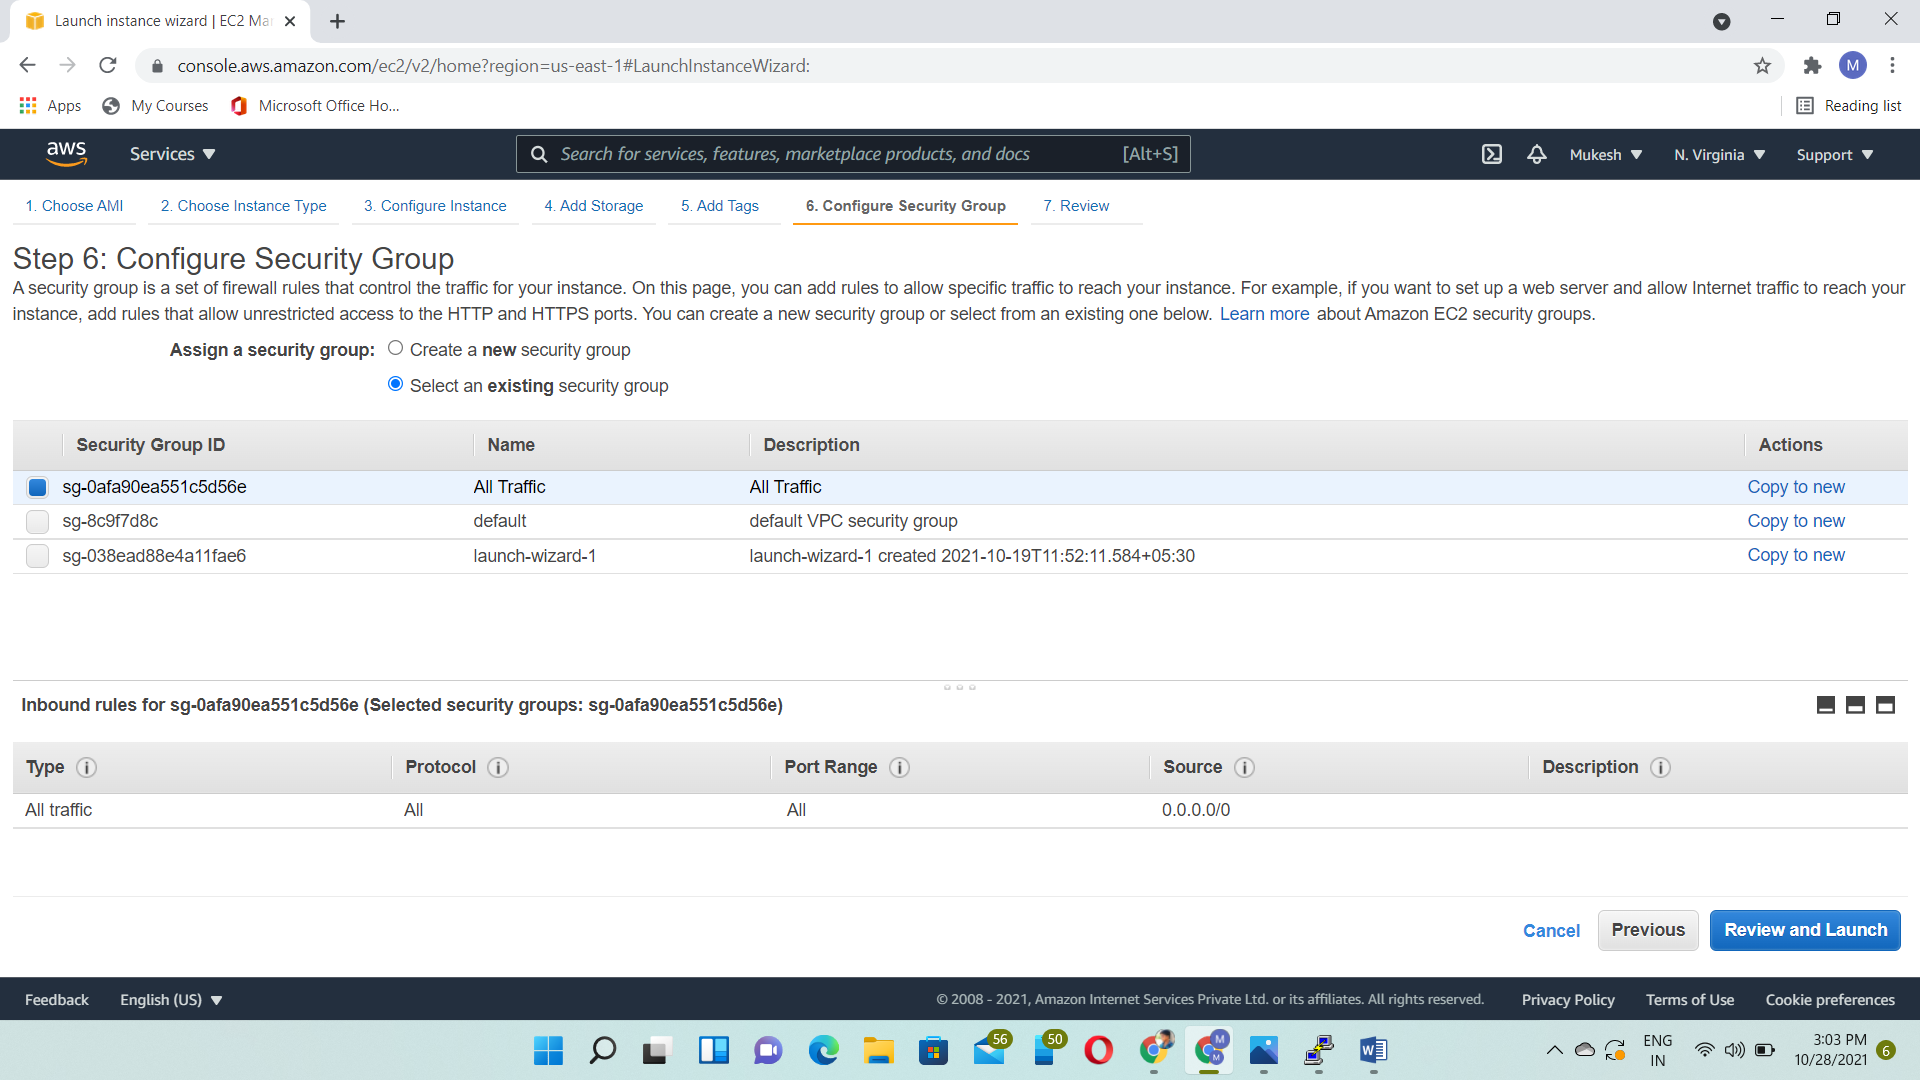 Launch instance wizard | EC2 Mar
console.aws.amazon.com/ec2/v2/home?region=us-east-1#LaunchInstanceWizard:
M
Apps
My Courses
Microsoft Office Ho...
Reading list
aws
Services
Search for services, features, marketplace products, and docs
[Alt+S]
Mukesh
N. Virginia
Support
1. Choose AMI
2. Choose Instance Type
3. Configure Instance
4. Add Storage
5. Add Tags
6. Configure Security Group
7. Review
Step 6: Configure Security Group
A security group is a set of firewall rules that control the traffic for your instance. On this page, you can add rules to allow specific traffic to reach your instance. For example, if you want to set up a web server and allow Internet traffic to reach your
instance, add rules that allow unrestricted access to the HTTP and HTTPS ports. You can create a new security group or select from an existing one below. Learn more about Amazon EC2 security groups.
Assign a security group: Create a new security group
Select an existing security group
Security Group ID Name Description Actions
sg-0afa90ea551c5d56e All Traffic All Traffic Copy to new
sg-8c9f7d8c default default VPC security group Copy to new
sg-038ead88e4a11fae6 launch-wizard-1 launch-wizard-1 created 2021-10-19T11:52:11.584+05:30 Copy to new
Inbound rules for sg-0afa90ea551c5d56e (Selected security groups: sg-0afa90ea551c5d56e)
Type i Protocol i Port Range i Source i Description i
All traffic All All 0.0.0.0/0
Cancel Previous Review and Launch
Feedback English (US) © 2008 - 2021, Amazon Internet Services Private Ltd. or its affiliates. All rights reserved. Privacy Policy Terms of Use Cookie preferences
56
50
M
M
ENG
IN
3:03 PM
10/28/2021
6